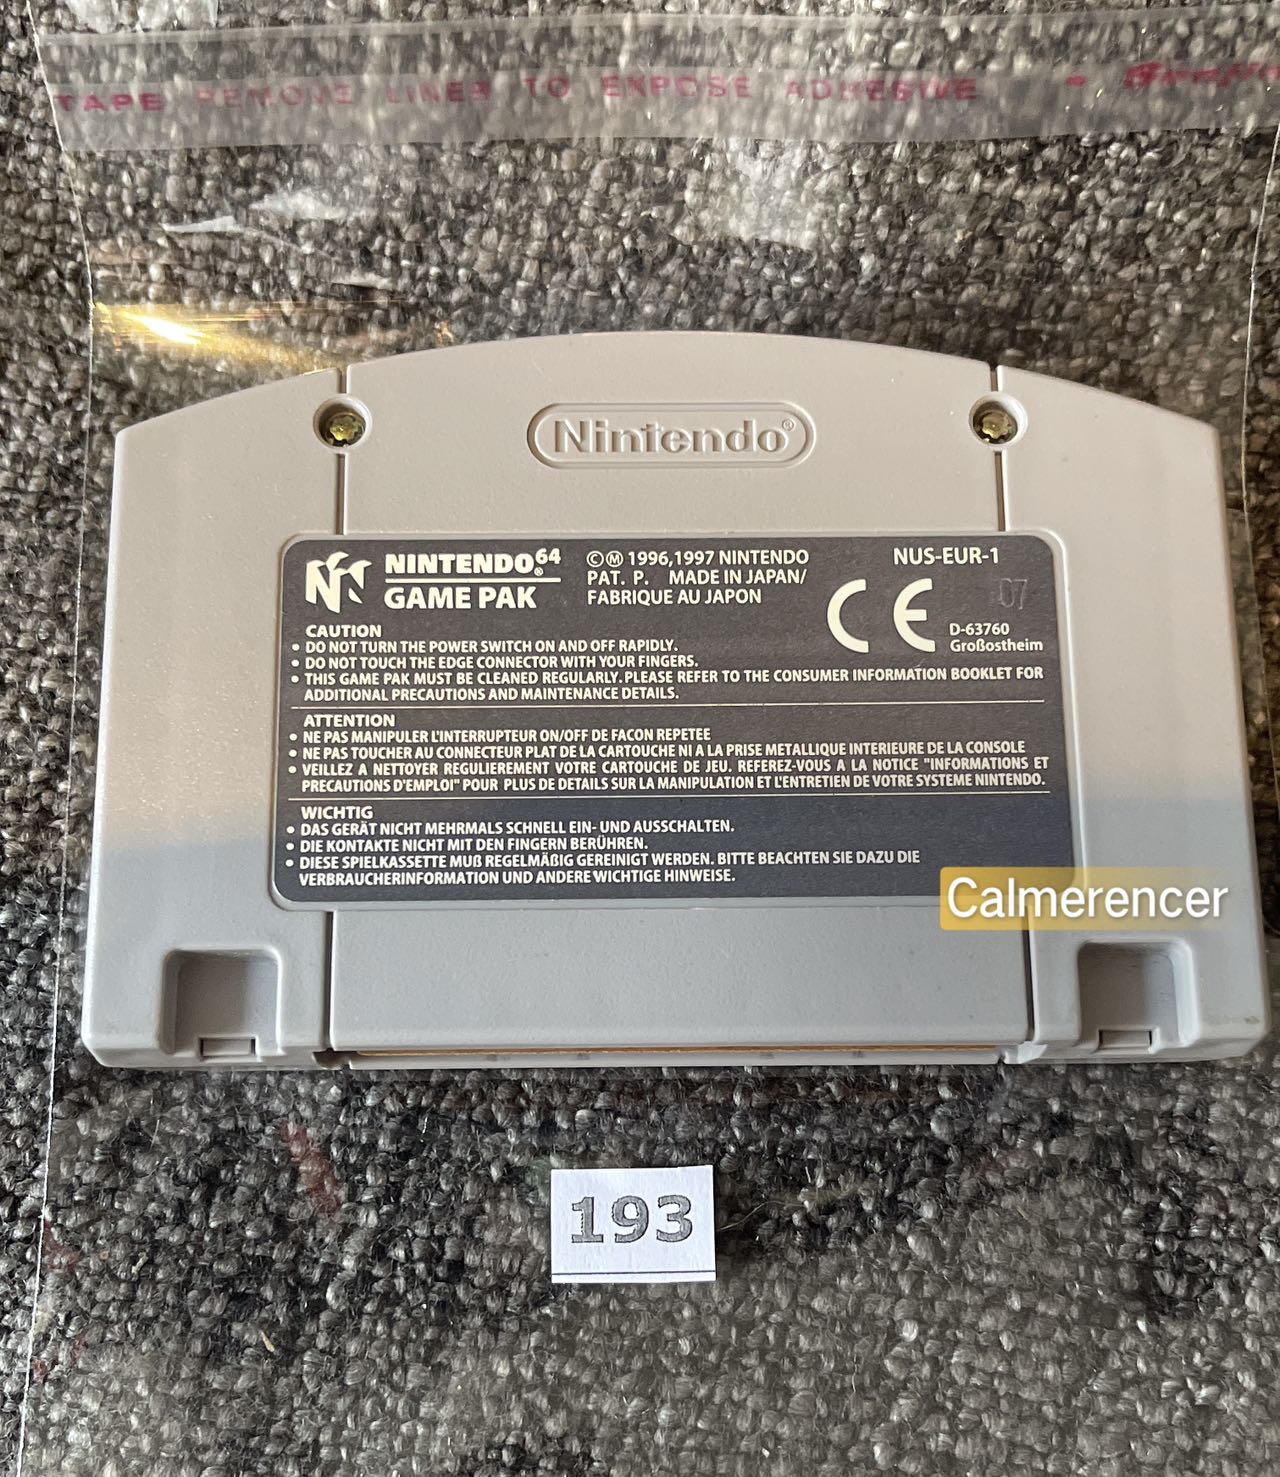 TAPE REMOVE LINER TO EXPOSE ADHESIVE
Nintendo®
NINTENDO64®
GAME PAK
©Ⓜ 1996,1997 NINTENDO
PAT. P. MADE IN JAPAN/
FABRIQUE AU JAPON
NUS-EUR-1
07
CE
D-63760
Großostheim
CAUTION
• DO NOT TURN THE POWER SWITCH ON AND OFF RAPIDLY.
• DO NOT TOUCH THE EDGE CONNECTOR WITH YOUR FINGERS.
• THIS GAME PAK MUST BE CLEANED REGULARLY. PLEASE REFER TO THE CONSUMER INFORMATION BOOKLET FOR
ADDITIONAL PRECAUTIONS AND MAINTENANCE DETAILS.
ATTENTION
• NE PAS MANIPULER L'INTERRUPTEUR ON/OFF DE FACON REPETEE
• NE PAS TOUCHER AU CONNECTEUR PLAT DE LA CARTOUCHE NI A LA PRISE METALLIQUE INTERIEURE DE LA CONSOLE
• VEILLEZ A NETTOYER REGULIEREMENT VOTRE CARTOUCHE DE JEU. REFEREZ-VOUS A LA NOTICE "INFORMATIONS ET
PRECAUTIONS D'EMPLOI" POUR PLUS DE DETAILS SUR LA MANIPULATION ET L'ENTRETIEN DE VOTRE SYSTEME NINTENDO.
WICHTIG
• DAS GERÄT NICHT MEHRMALS SCHNELL EIN- UND AUSSCHALTEN.
• DIE KONTAKTE NICHT MIT DEN FINGERN BERÜHREN.
• DIESE SPIELKASSETTE MUß REGELMÄßIG GEREINIGT WERDEN. BITTE BEACHTEN SIE DAZU DIE
VERBRAUCHERINFORMATION UND ANDERE WICHTIGE HINWEISE.
Calmerencer
193